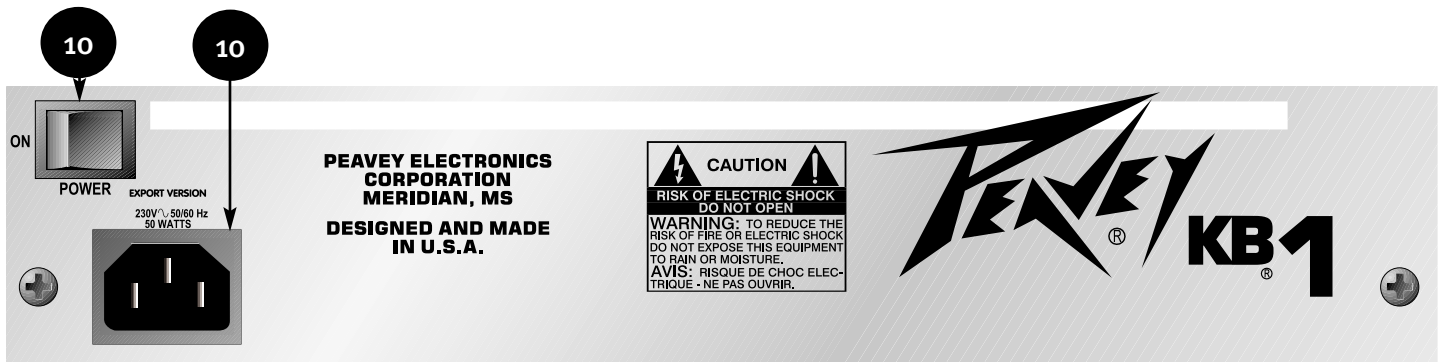 10
10
ON
POWER
EXPORT VERSION
230V∿ 50/60 Hz
50 WATTS
PEAVEY ELECTRONICS
CORPORATION
MERIDIAN, MS
DESIGNED AND MADE
IN U.S.A.
CAUTION
RISK OF ELECTRIC SHOCK
DO NOT OPEN
WARNING: TO REDUCE THE
RISK OF FIRE OR ELECTRIC SHOCK
DO NOT EXPOSE THIS EQUIPMENT
TO RAIN OR MOISTURE.
AVIS: RISQUE DE CHOC ELEC-
TRIQUE - NE PAS OUVRIR.
PEAVEY®
KB®1